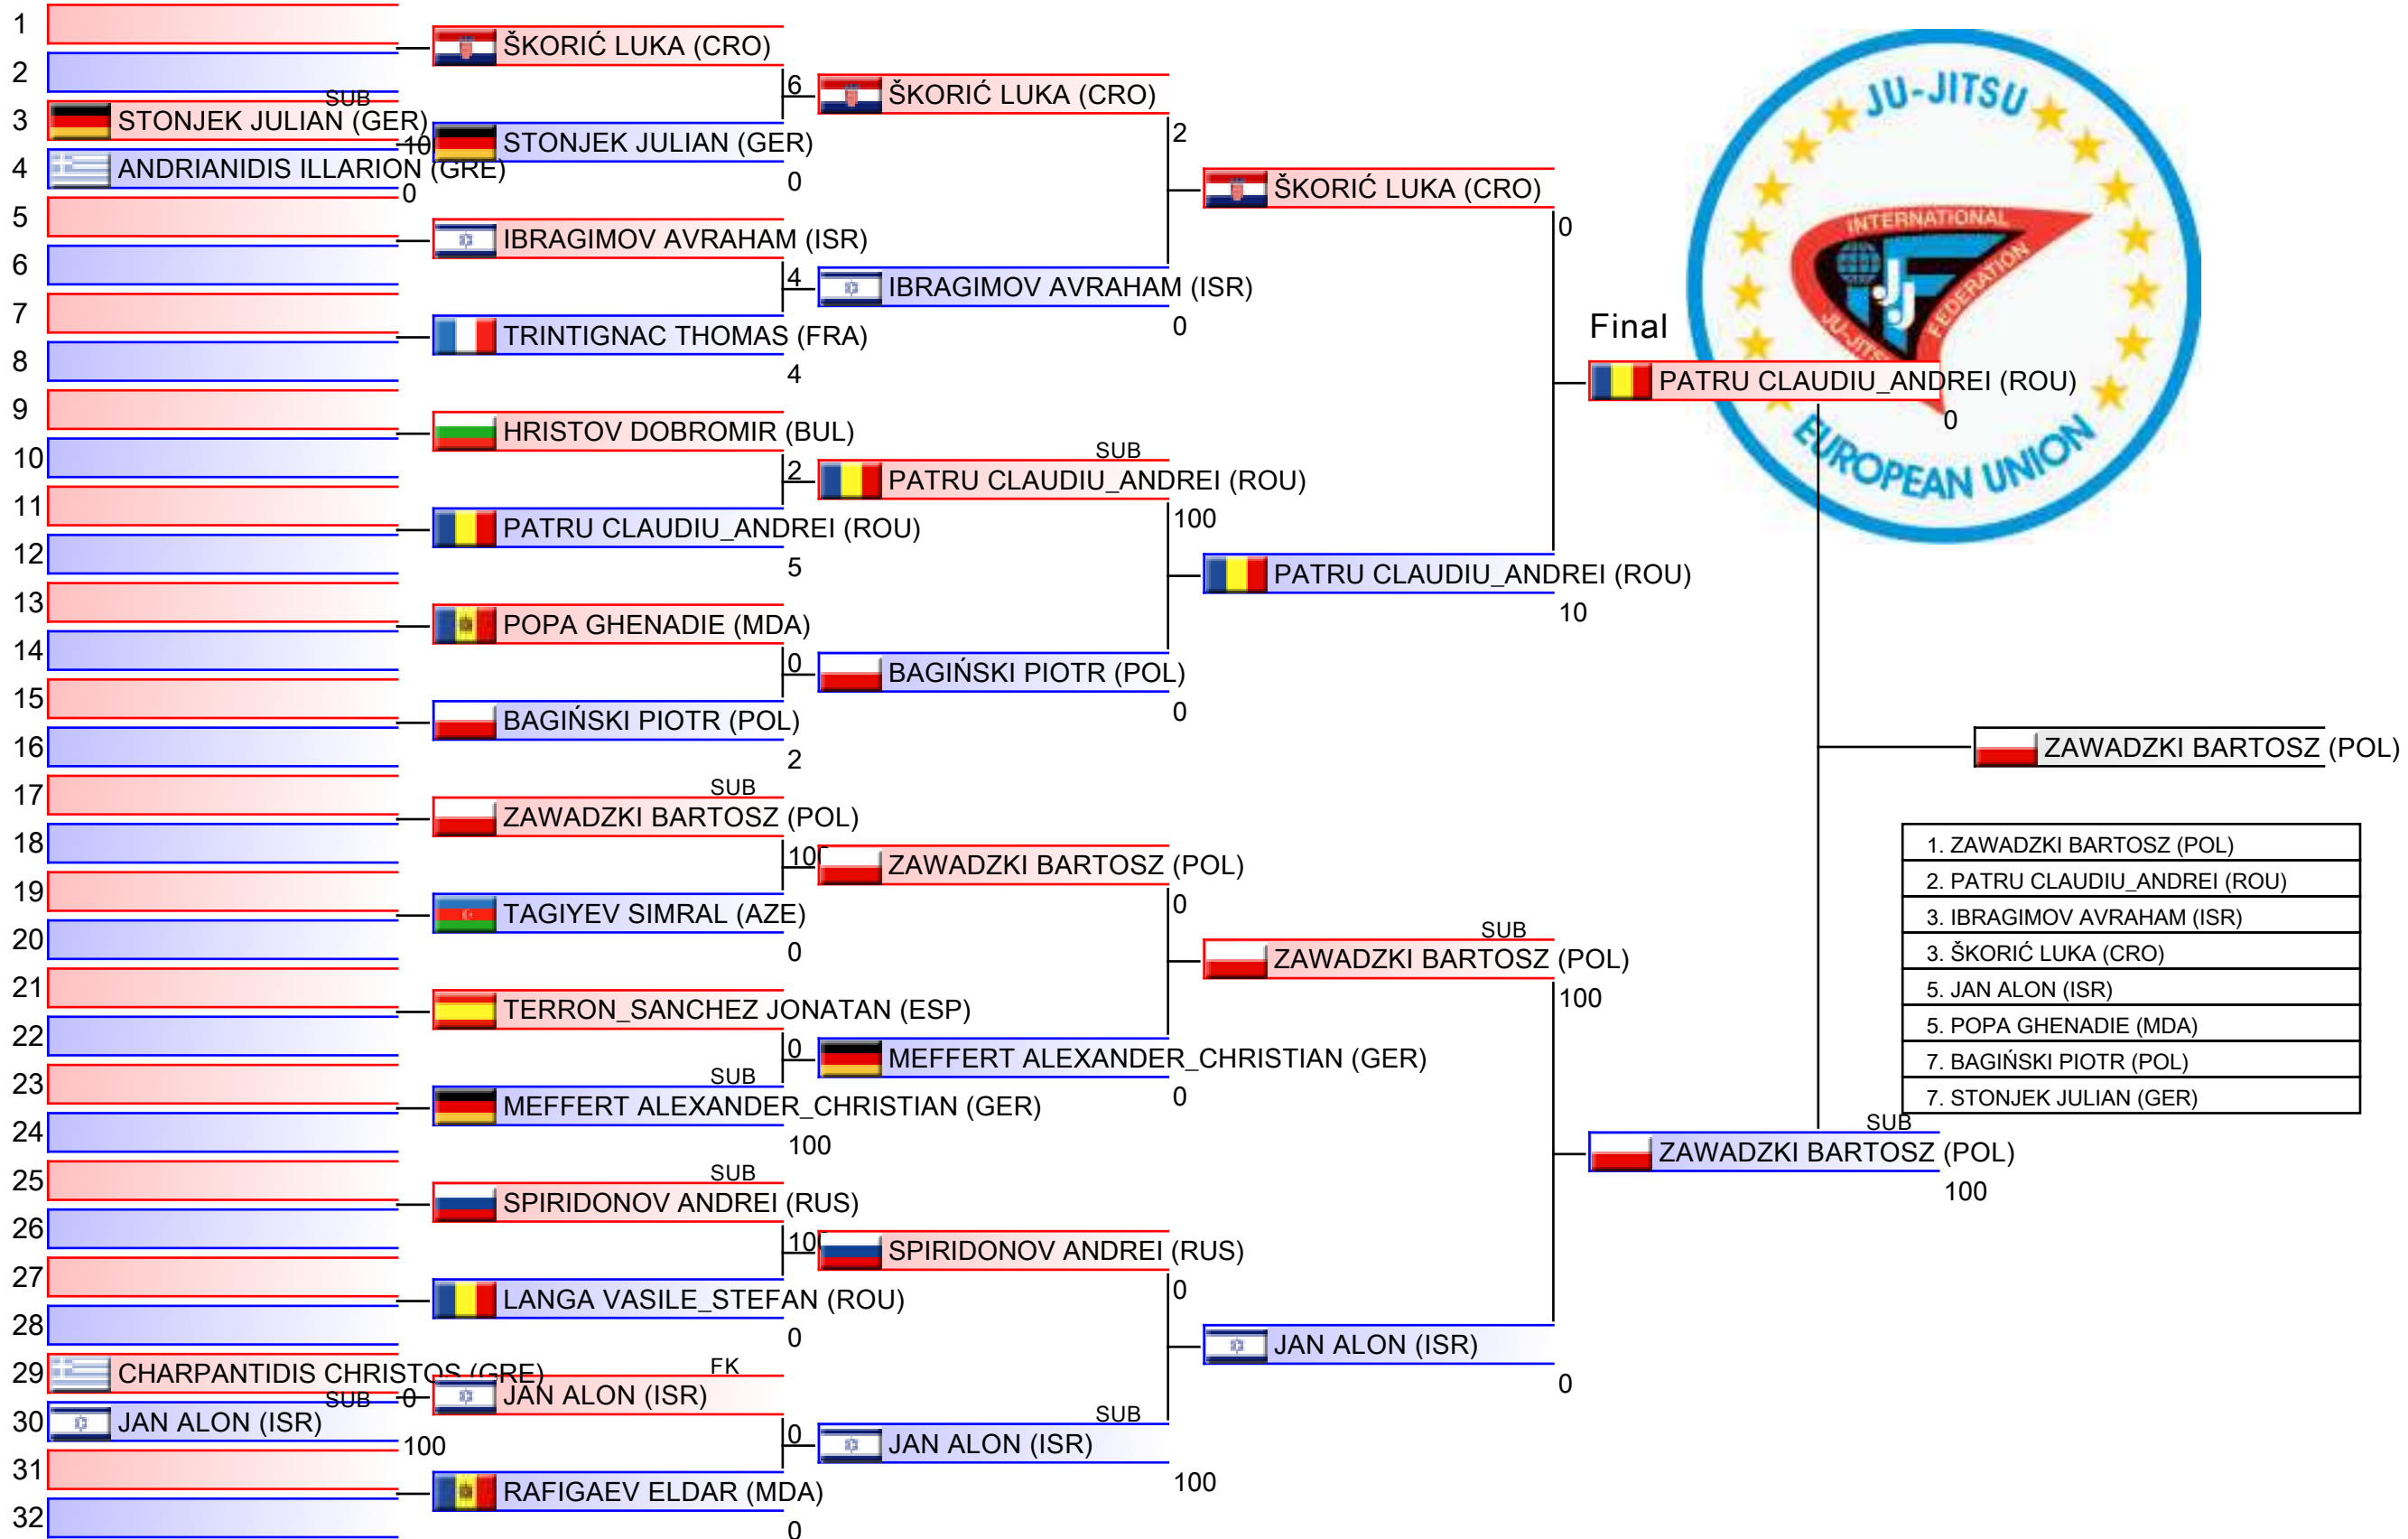 1
2
3
4
5
6
7
8
9
10
11
12
13
14
15
16
17
18
19
20
21
22
23
24
25
26
27
28
29
30
31
32
SUB
STONJEK JULIAN (GER)
ANDRIANIDIS ILLARION (GRE)
0
CHARPANTIDIS CHRISTOS (GRE)
0
SUB
JAN ALON (ISR)
100
ŠKORIĆ LUKA (CRO)
6
STONJEK JULIAN (GER)
0
IBRAGIMOV AVRAHAM (ISR)
4
TRINTIGNAC THOMAS (FRA)
4
HRISTOV DOBROMIR (BUL)
2
PATRU CLAUDIU_ANDREI (ROU)
5
POPA GHENADIE (MDA)
0
BAGIŃSKI PIOTR (POL)
2
SUB
ZAWADZKI BARTOSZ (POL)
TAGIYEV SIMRAL (AZE)
0
TERRON_SANCHEZ JONATAN (ESP)
0
SUB
MEFFERT ALEXANDER_CHRISTIAN (GER)
100
SUB
SPIRIDONOV ANDREI (RUS)
LANGA VASILE_STEFAN (ROU)
0
FK
JAN ALON (ISR)
0
RAFIGAEV ELDAR (MDA)
0
ŠKORIĆ LUKA (CRO)
2
IBRAGIMOV AVRAHAM (ISR)
0
SUB
PATRU CLAUDIU_ANDREI (ROU)
100
BAGIŃSKI PIOTR (POL)
0
ZAWADZKI BARTOSZ (POL)
0
MEFFERT ALEXANDER_CHRISTIAN (GER)
0
SPIRIDONOV ANDREI (RUS)
0
SUB
JAN ALON (ISR)
100
ŠKORIĆ LUKA (CRO)
0
PATRU CLAUDIU_ANDREI (ROU)
10
SUB
ZAWADZKI BARTOSZ (POL)
100
JAN ALON (ISR)
0
Final
PATRU CLAUDIU_ANDREI (ROU)
0
SUB
ZAWADZKI BARTOSZ (POL)
100
ZAWADZKI BARTOSZ (POL)
JU-JITSU
INTERNATIONAL
FEDERATION
EUROPEAN UNION
1. ZAWADZKI BARTOSZ (POL)
2. PATRU CLAUDIU_ANDREI (ROU)
3. IBRAGIMOV AVRAHAM (ISR)
3. ŠKORIĆ LUKA (CRO)
5. JAN ALON (ISR)
5. POPA GHENADIE (MDA)
7. BAGIŃSKI PIOTR (POL)
7. STONJEK JULIAN (GER)